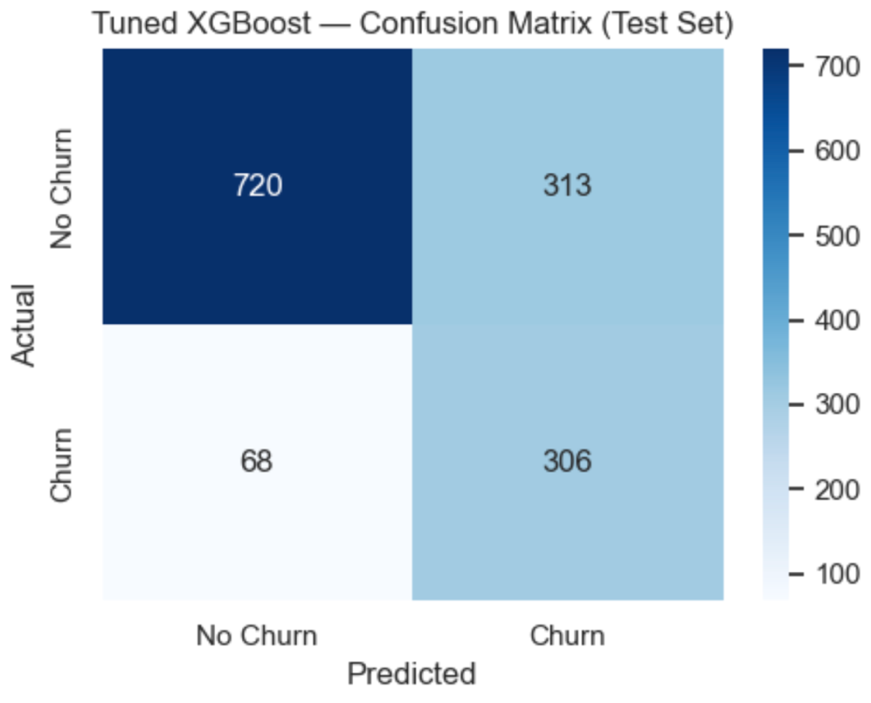 Tuned XGBoost — Confusion Matrix (Test Set)
Actual
No Churn
Churn
720
313
68
306
No Churn
Churn
Predicted
700
600
500
400
300
200
100